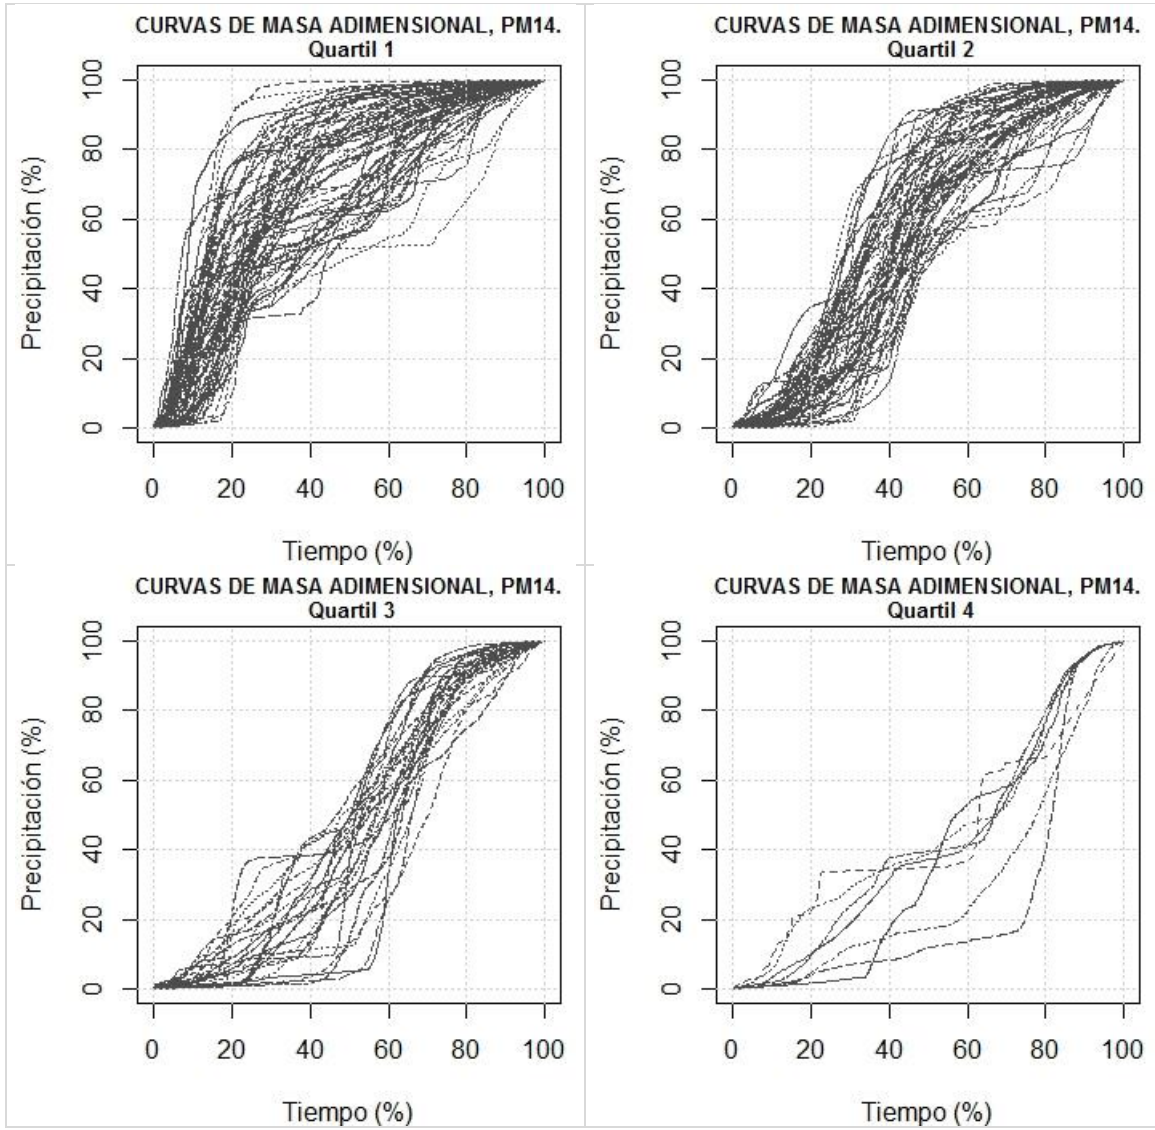 CURVAS DE MASA ADIMENSIONAL, PM14.
Quartil 1
Precipitación (%)
100
80
60
40
20
0
0 20 40 60 80 100
Tiempo (%)
CURVAS DE MASA ADIMENSIONAL, PM14.
Quartil 2
Precipitación (%)
100
80
60
40
20
0
0 20 40 60 80 100
Tiempo (%)
CURVAS DE MASA ADIMENSIONAL, PM14.
Quartil 3
Precipitación (%)
100
80
60
40
20
0
0 20 40 60 80 100
Tiempo (%)
CURVAS DE MASA ADIMENSIONAL, PM14.
Quartil 4
Precipitación (%)
100
80
60
40
20
0
0 20 40 60 80 100
Tiempo (%)